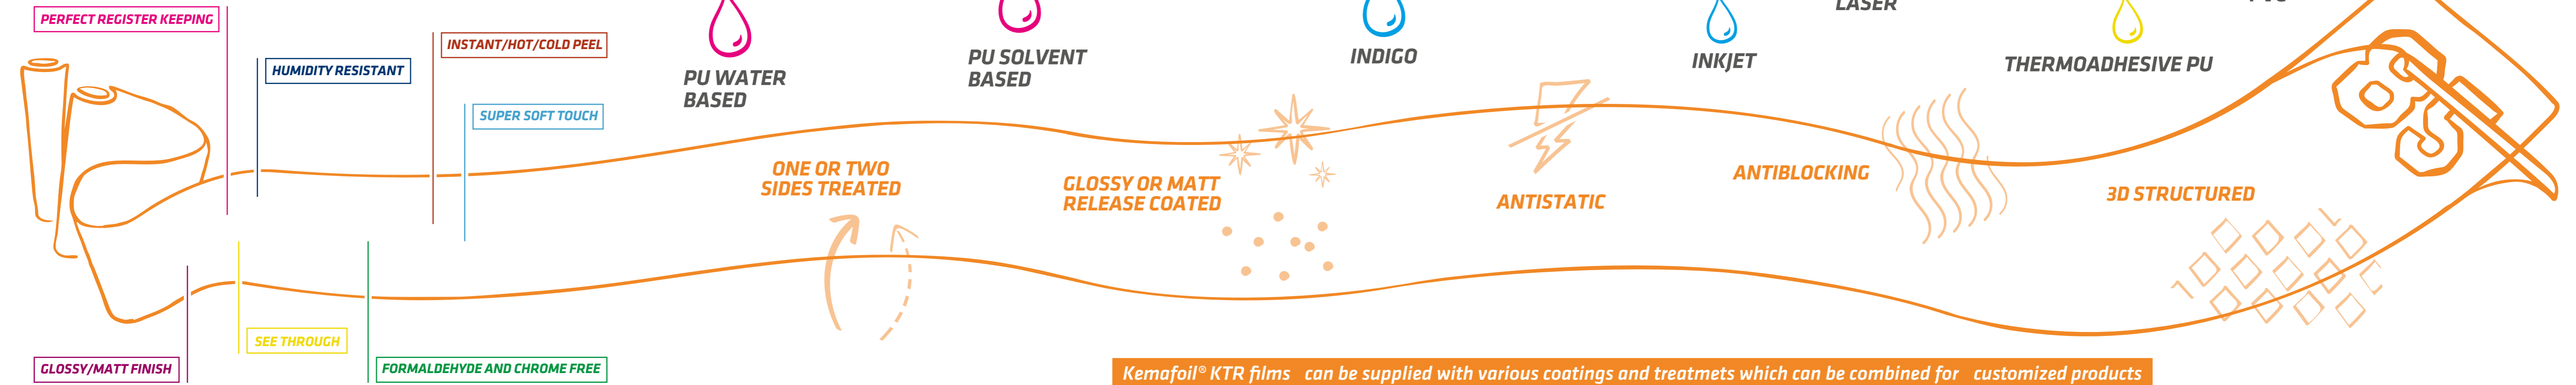 PERFECT REGISTER KEEPING
HUMIDITY RESISTANT
INSTANT/HOT/COLD PEEL
SUPER SOFT TOUCH
PU WATER
BASED
PU SOLVENT
BASED
INDIGO
INKJET
LASER
THERMOADHESIVE PU
ONE OR TWO
SIDES TREATED
GLOSSY OR MATT
RELEASE COATED
ANTISTATIC
ANTIBLOCKING
3D STRUCTURED
SEE THROUGH
GLOSSY/MATT FINISH
FORMALDEHYDE AND CHROME FREE
Kemafoil® KTR films can be supplied with various coatings and treatmets which can be combined for customized products